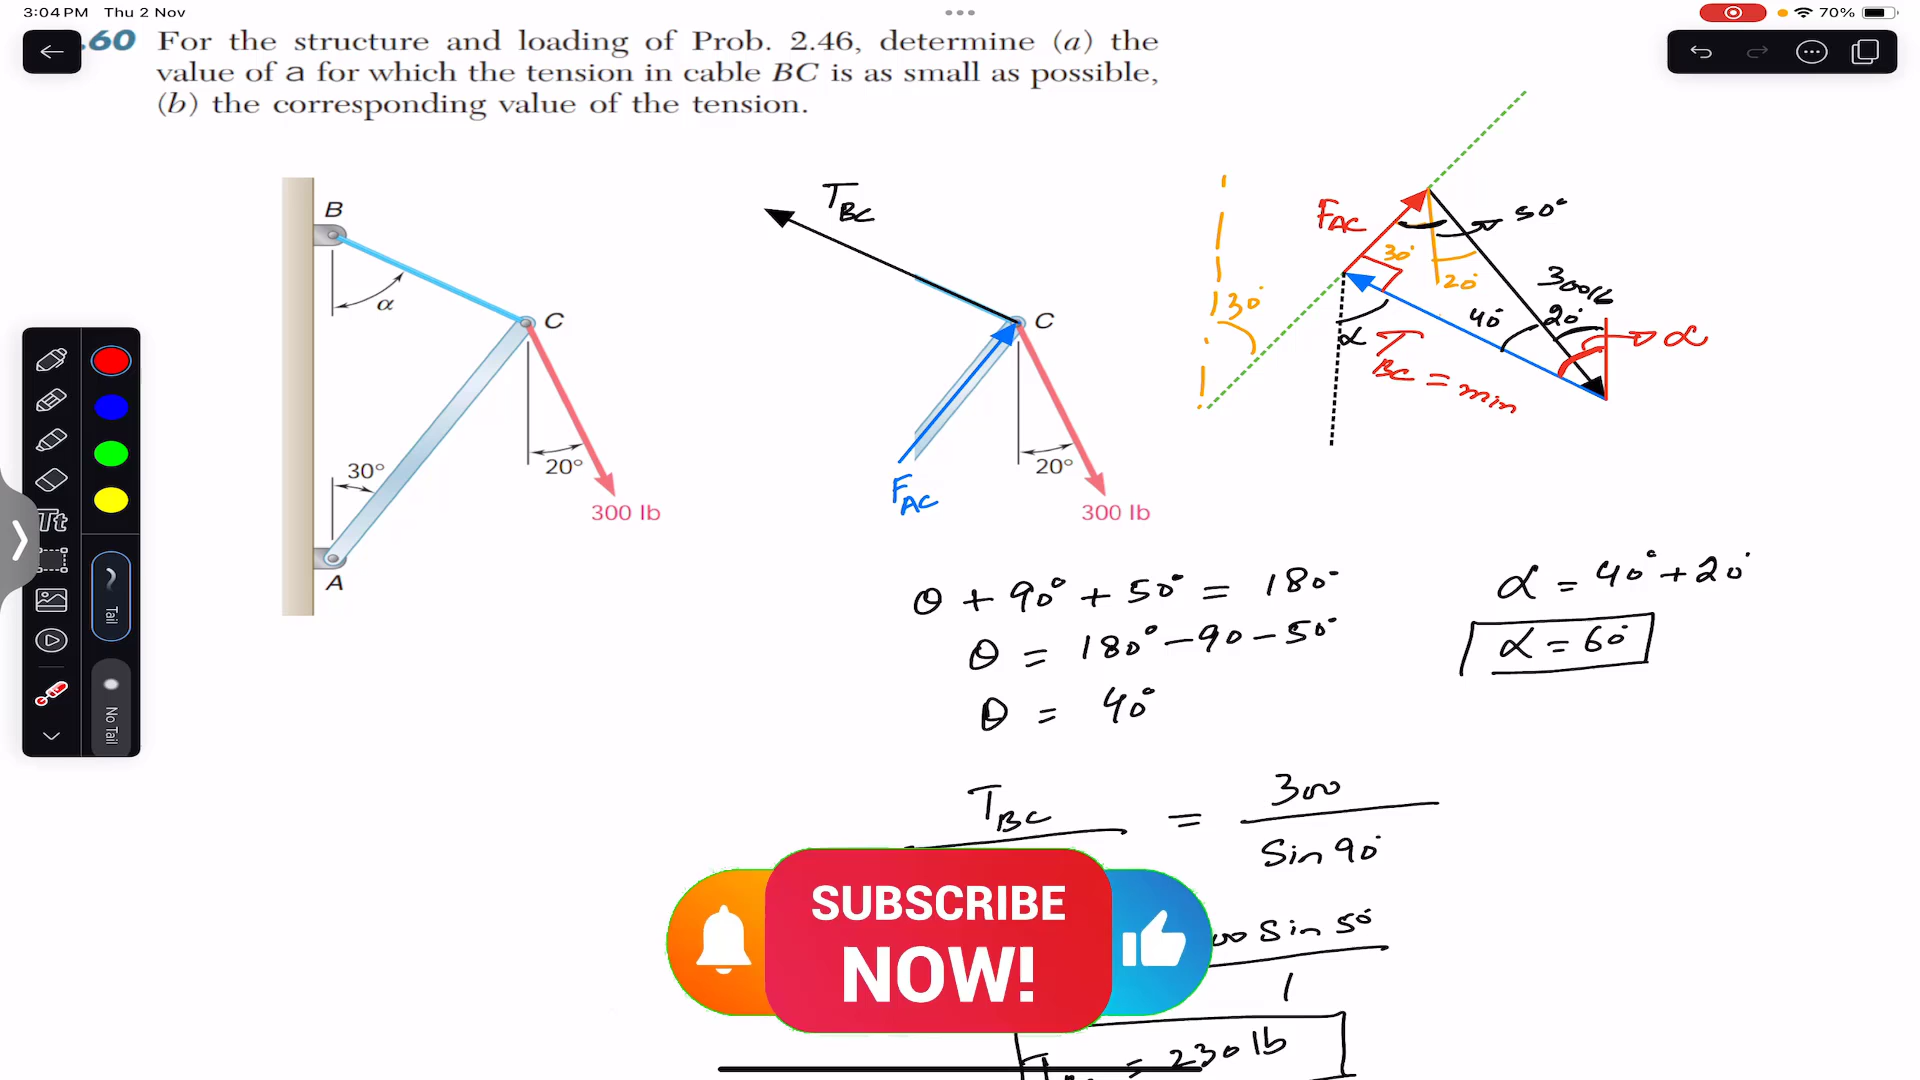 3:04 PM Thu 2 Nov
70%
.60 For the structure and loading of Prob. 2.46, determine (a) the
value of a for which the tension in cable BC is as small as possible,
(b) the corresponding value of the tension.
B
α
C
30°
20°
300 lb
A
T_BC
C
20°
300 lb
F_AC
F_AC
50°
30°
20°
300 lb
40°
20°
α
α
T_BC = min
30°
θ + 90° + 50° = 180°
θ = 180° - 90 - 50°
θ = 40°
α = 40° + 20°
α = 60°
T_BC = 300
Sin 90°
SUBSCRIBE
NOW!
Sin 50°
1
= 230 lb
Tt
Tail
No Tail